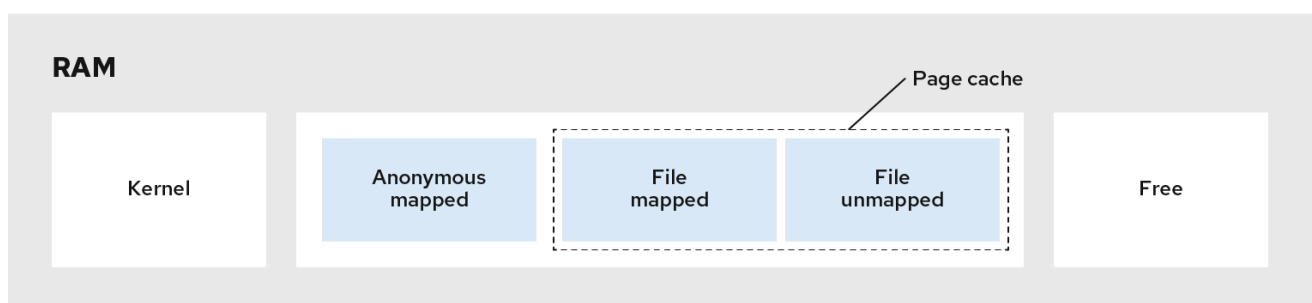 RAM
Page cache
Kernel
Anonymous
mapped
File
mapped
File
unmapped
Free